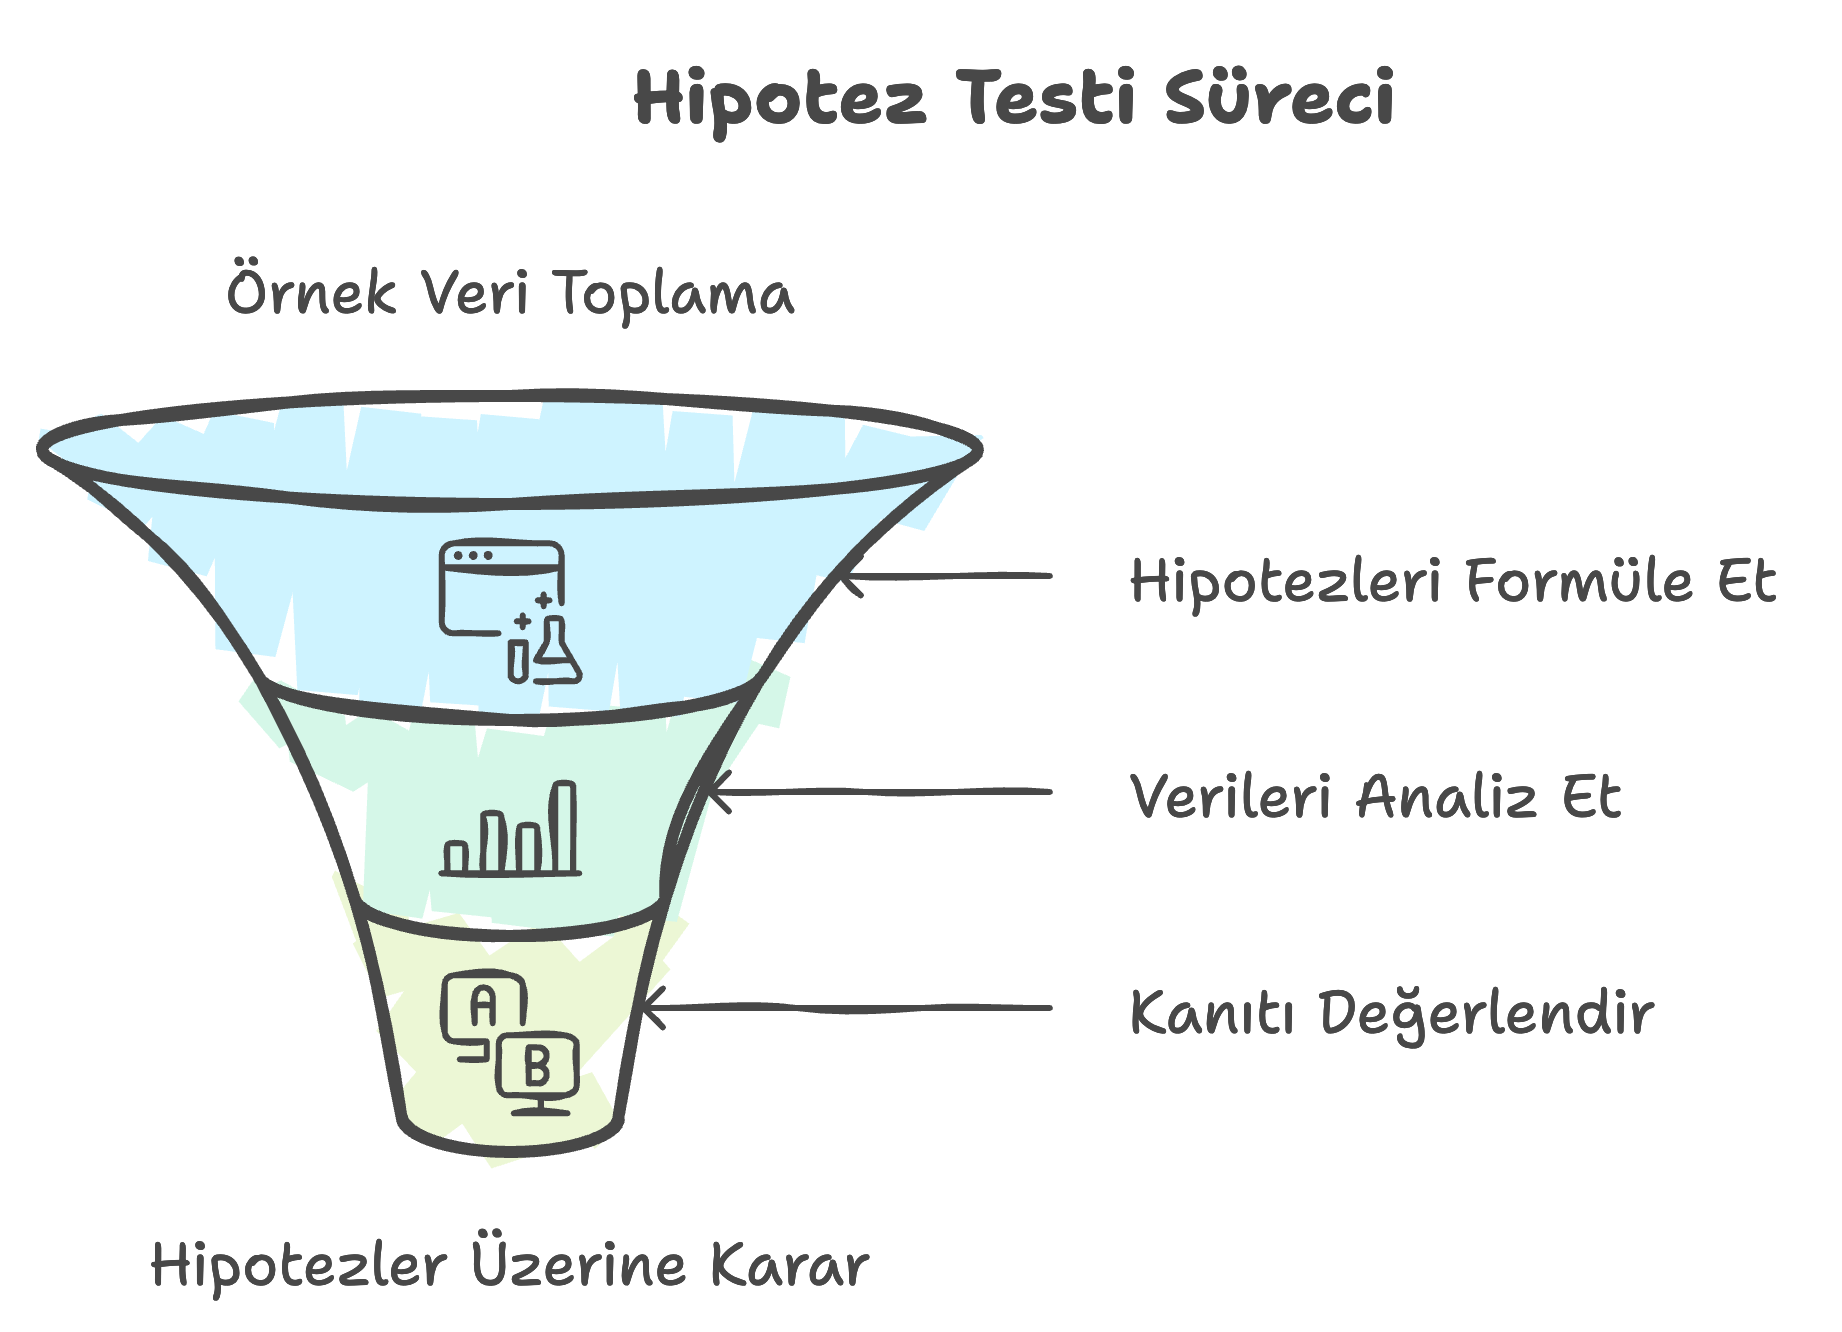 Hipotez Testi Süreci
Örnek Veri Toplama
Hipotezleri Formüle Et
Verileri Analiz Et
Kanıtı Değerlendir
A
B
Hipotezler Üzerine Karar